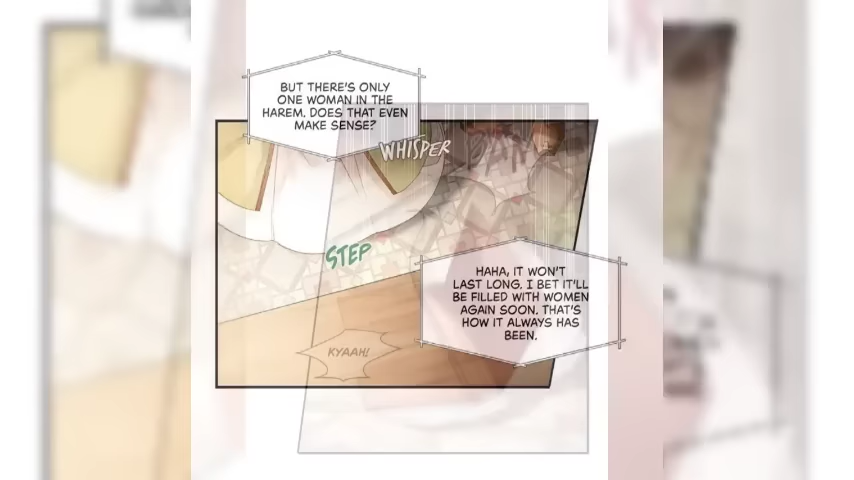 BUT THERE'S ONLY
ONE WOMAN IN THE
HAREM. DOES THAT EVEN
MAKE SENSE?
WHISPER
STEP
HAHA, IT WON'T
LAST LONG. I BET IT'LL
BE FILLED WITH WOMEN
AGAIN SOON. THAT'S
HOW IT ALWAYS HAS
BEEN.
KYAAH!